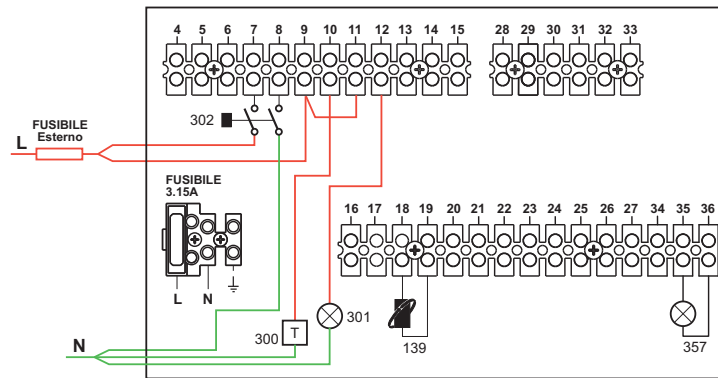 4 5 6 7 8 9 10 11 12 13 14 15
28 29 30 31 32 33
302
FUSIBILE
Esterno
L
FUSIBILE
3.15A
16 17 18 19 20 21 22 23 24 25 26 27 34 35 36
L N
N
300
T
301
139
357